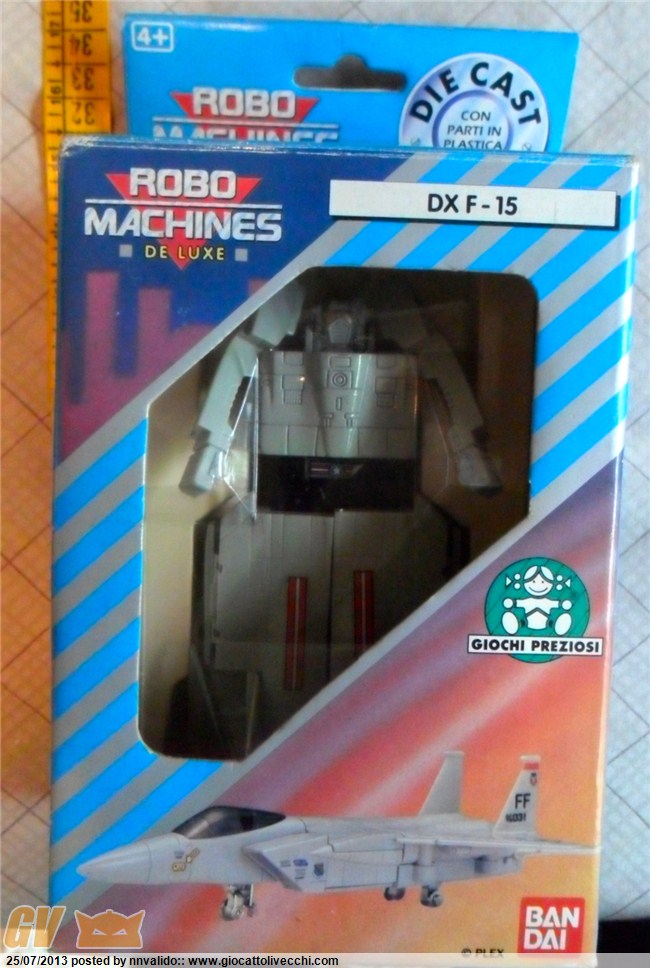 35
34
33
32
4+
ROBO
MACHINES
DIE CAST
CON
PARTI IN
PLASTICA
ROBO
MACHINES
DE LUXE
DX F-15
GIOCHI PREZIOSI
FF
BAN
DAI
© PLEX
GV
25/07/2013 posted by nnvalido:: www.giocattolivecchi.com